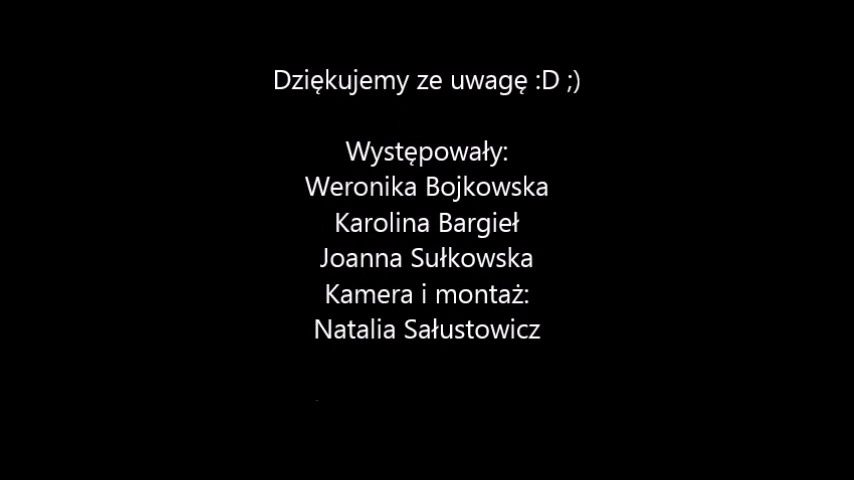 Dziękujemy ze uwagę :D ;)
Występowały:
Weronika Bojkowska
Karolina Bargieł
Joanna Sułkowska
Kamera i montaż:
Natalia Sałustowicz